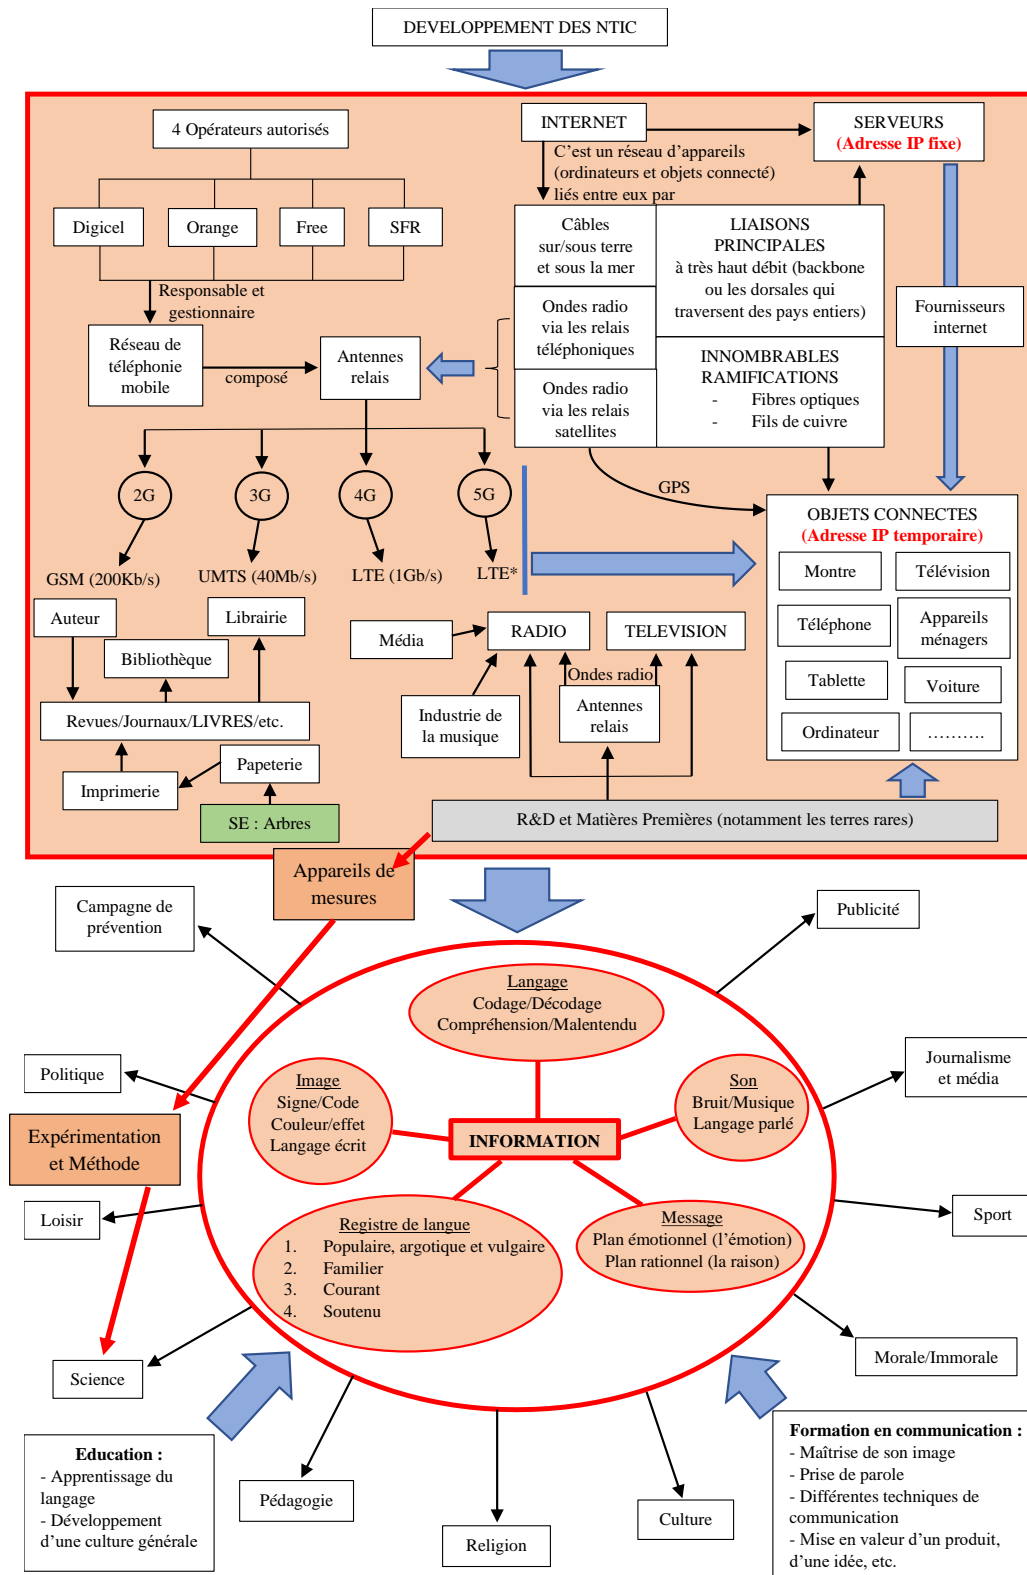 DEVELOPPEMENT DES NTIC
4 Opérateurs autorisés
Digicel
Orange
Free
SFR
Responsable et
gestionnaire
Réseau de
téléphonie
mobile
composé
Antennes
relais
INTERNET
C’est un réseau d’appareils
(ordinateurs et objets connecté)
liés entre eux par
SERVEURS
(Adresse IP fixe)
Câbles
sur/sous terre
et sous la mer
LIAISONS
PRINCIPALES
à très haut débit (backbone
ou les dorsales qui
traversent des pays entiers)
Ondes radio
via les relais
téléphoniques
Ondes radio
via les relais
satellites
INNOMBRABLES
RAMIFICATIONS
- Fibres optiques
- Fils de cuivre
Fournisseurs
internet
GPS
2G
3G
4G
5G
GSM (200Kb/s)
UMTS (40Mb/s)
LTE (1Gb/s)
LTE*
OBJETS CONNECTES
(Adresse IP temporaire)
Montre
Télévision
Téléphone
Appareils
ménagers
Tablette
Voiture
Ordinateur
……….
Auteur
Librairie
Bibliothèque
Revues/Journaux/LIVRES/etc.
Imprimerie
Papeterie
SE : Arbres
Média
RADIO
TELEVISION
Ondes radio
Industrie de
la musique
Antennes
relais
R&D et Matières Premières (notamment les terres rares)
Appareils de
mesures
Campagne de
prévention
Publicité
Langage
Codage/Décodage
Compréhension/Malentendu
Politique
Journalisme
et média
Image
Signe/Code
Couleur/effet
Langage écrit
Son
Bruit/Musique
Langage parlé
INFORMATION
Expérimentation
et Méthode
Loisir
Sport
Registre de langue
1. Populaire, argotique et vulgaire
2. Familier
3. Courant
4. Soutenu
Message
Plan émotionnel (l’émotion)
Plan rationnel (la raison)
Science
Morale/Immorale
Education :
- Apprentissage du
langage
- Développement
d’une culture générale
Pédagogie
Religion
Culture
Formation en communication :
- Maîtrise de son image
- Prise de parole
- Différentes techniques de
communication
- Mise en valeur d’un produit,
d’une idée, etc.